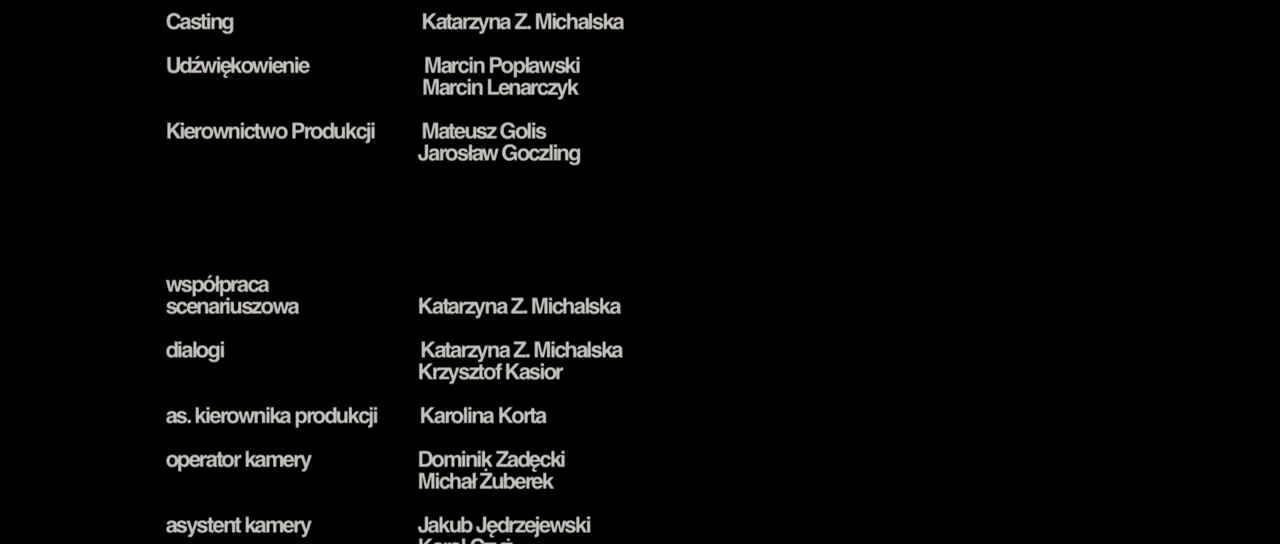 Casting Katarzyna Z. Michalska
Udźwiękowienie Marcin Popławski
Marcin Lenarczyk
Kierownictwo Produkcji Mateusz Golis
Jarosław Goczling
współpraca
scenariuszowa Katarzyna Z. Michalska
dialogi Katarzyna Z. Michalska
Krzysztof Kasior
as. kierownika produkcji Karolina Korta
operator kamery Dominik Zadęcki
Michał Żuberek
asystent kamery Jakub Jędrzejewski